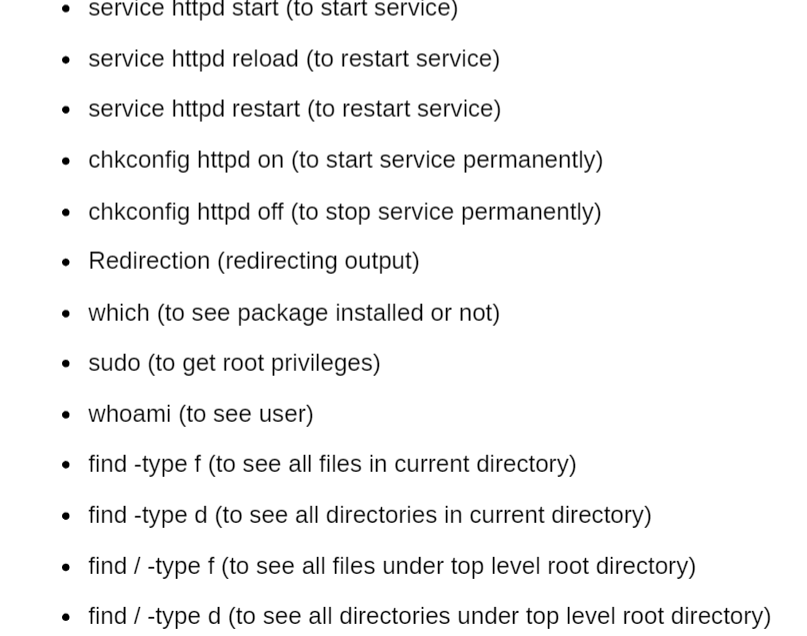 • service httpd start (to start service)
• service httpd reload (to restart service)
• service httpd restart (to restart service)
• chkconfig httpd on (to start service permanently)
• chkconfig httpd off (to stop service permanently)
• Redirection (redirecting output)
• which (to see package installed or not)
• sudo (to get root privileges)
• whoami (to see user)
• find -type f (to see all files in current directory)
• find -type d (to see all directories in current directory)
• find / -type f (to see all files under top level root directory)
• find / -type d (to see all directories under top level root directory)